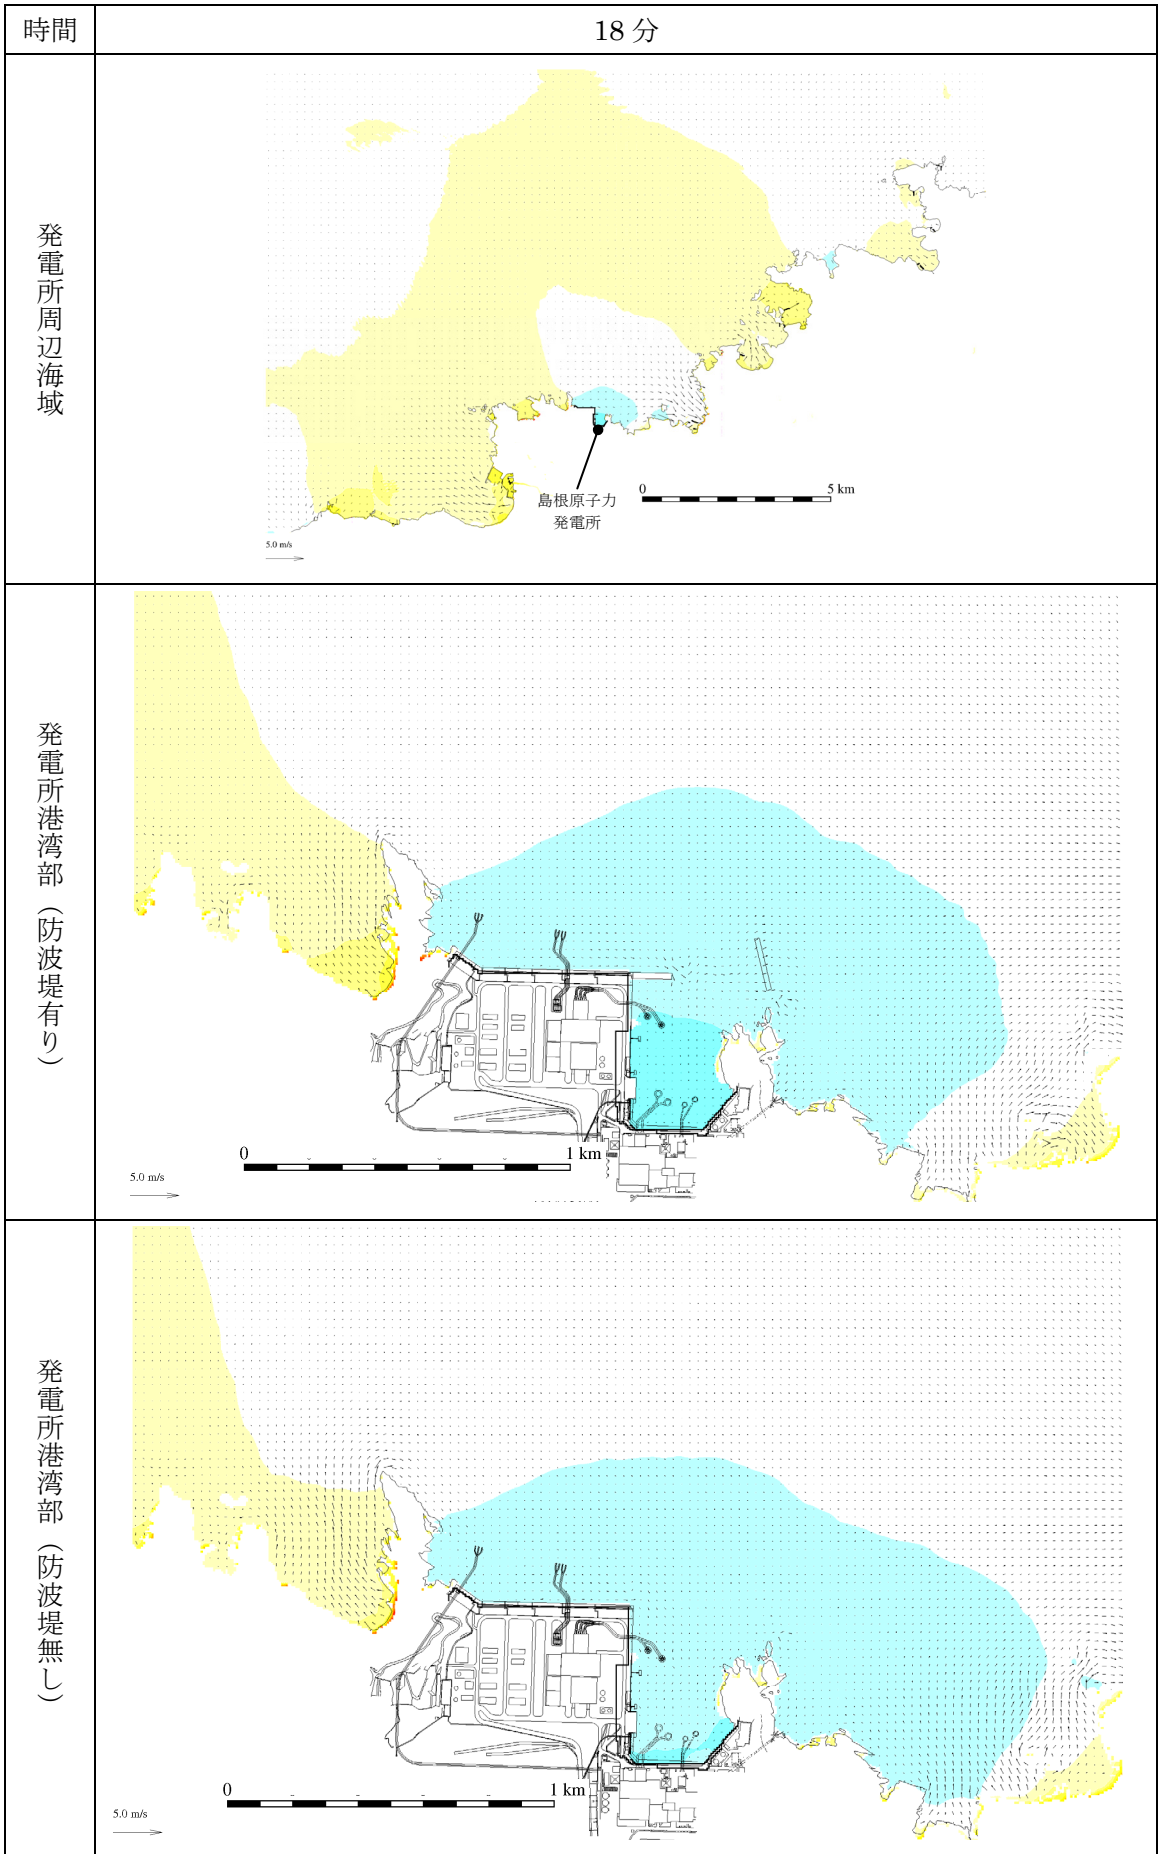 時間
18 分
発電所周辺海域
島根原子力
発電所
0 5 km
5.0 m/s
発電所港湾部（防波堤有り）
0 1 km
5.0 m/s
発電所港湾部（防波堤無し）
0 1 km
5.0 m/s